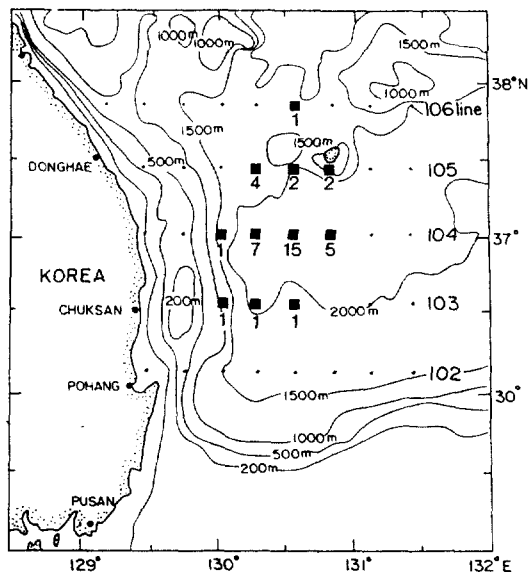 1000m
1000m
1500m
1000m
38°N
1500m
1
106 line
500m
1500m
DONGHAE
4
2
2
105
1
7
15
5
104
37°
KOREA
200m
2000m
CHUKSAN
1
1
1
103
POHANG
102
1500m
30°
1000m
500m
200m
PUSAN
129°
130°
131°
132°E